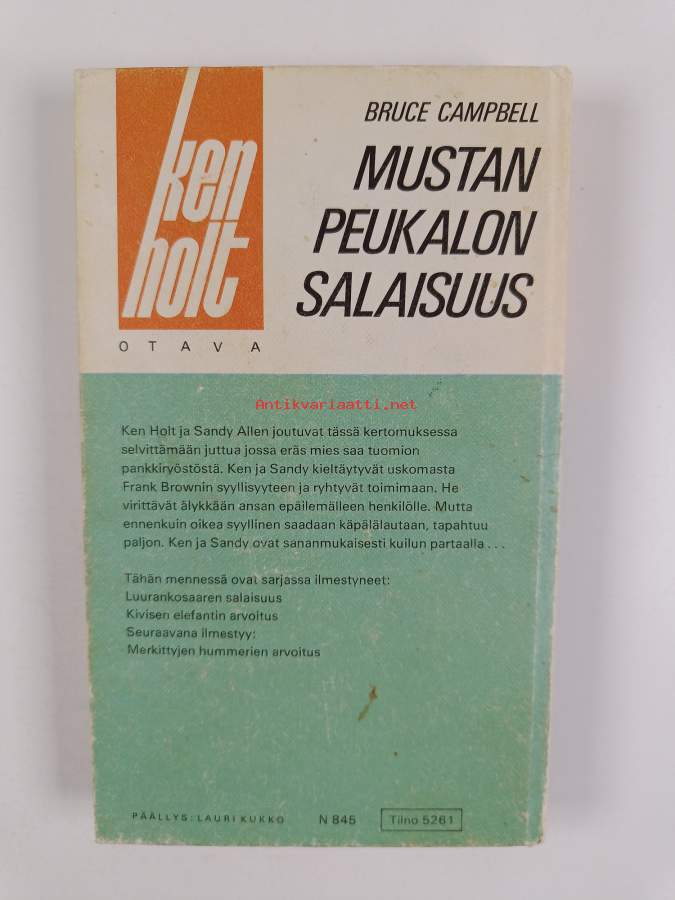 ken
holt
OTAVA
BRUCE CAMPBELL
MUSTAN
PEUKALON
SALAISUUS
Antikvariaatti.net
Ken Holt ja Sandy Allen joutuvat tässä kertomuksessa
selvittämään juttua jossa eräs mies saa tuomion
pankkiryöstöstä. Ken ja Sandy kieltäytyvät uskomasta
Frank Brownin syyllisyyteen ja ryhtyvät toimimaan. He
virittävät älykkään ansan epäilemälleen henkilölle. Mutta
ennenkuin oikea syyllinen saadaan käpälälautaan, tapahtuu
paljon. Ken ja Sandy ovat sananmukaisesti kuilun partaalla . . .
Tähän mennessä ovat sarjassa ilmestyneet:
Luurankosaaren salaisuus
Kivisen elefantin arvoitus
Seuraavana ilmestyy:
Merkittyjen hummerien arvoitus
PÄÄLLYS: LAURI KUKKO N 845 Tilno 5261